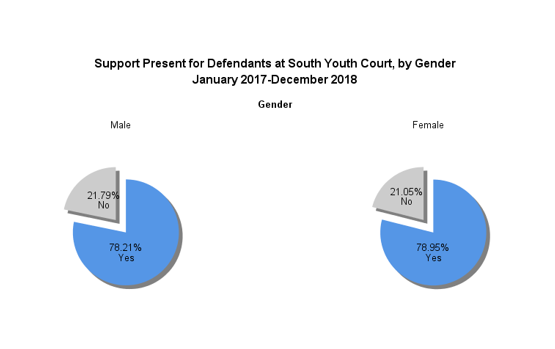 Support Present for Defendants at South Youth Court, by Gender
January 2017-December 2018
Gender
Male
Female
21.79%
No
78.21%
Yes
21.05%
No
78.95%
Yes